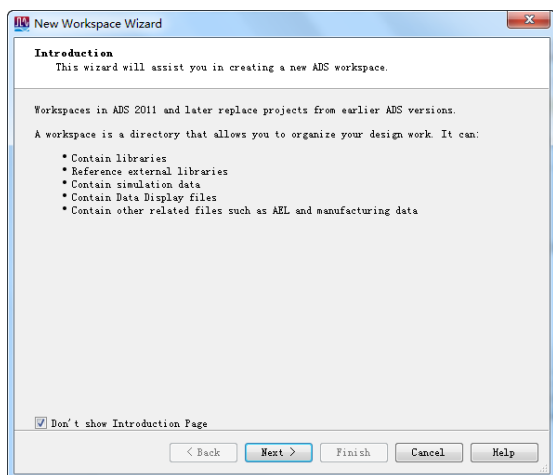 New Workspace Wizard
Introduction
This wizard will assist you in creating a new ADS workspace.
Workspaces in ADS 2011 and later replace projects from earlier ADS versions.
A workspace is a directory that allows you to organize your design work. It can:
• Contain libraries
• Reference external libraries
• Contain simulation data
• Contain Data Display files
• Contain other related files such as AEL and manufacturing data
Don't show Introduction Page
< Back Next > Finish Cancel Help